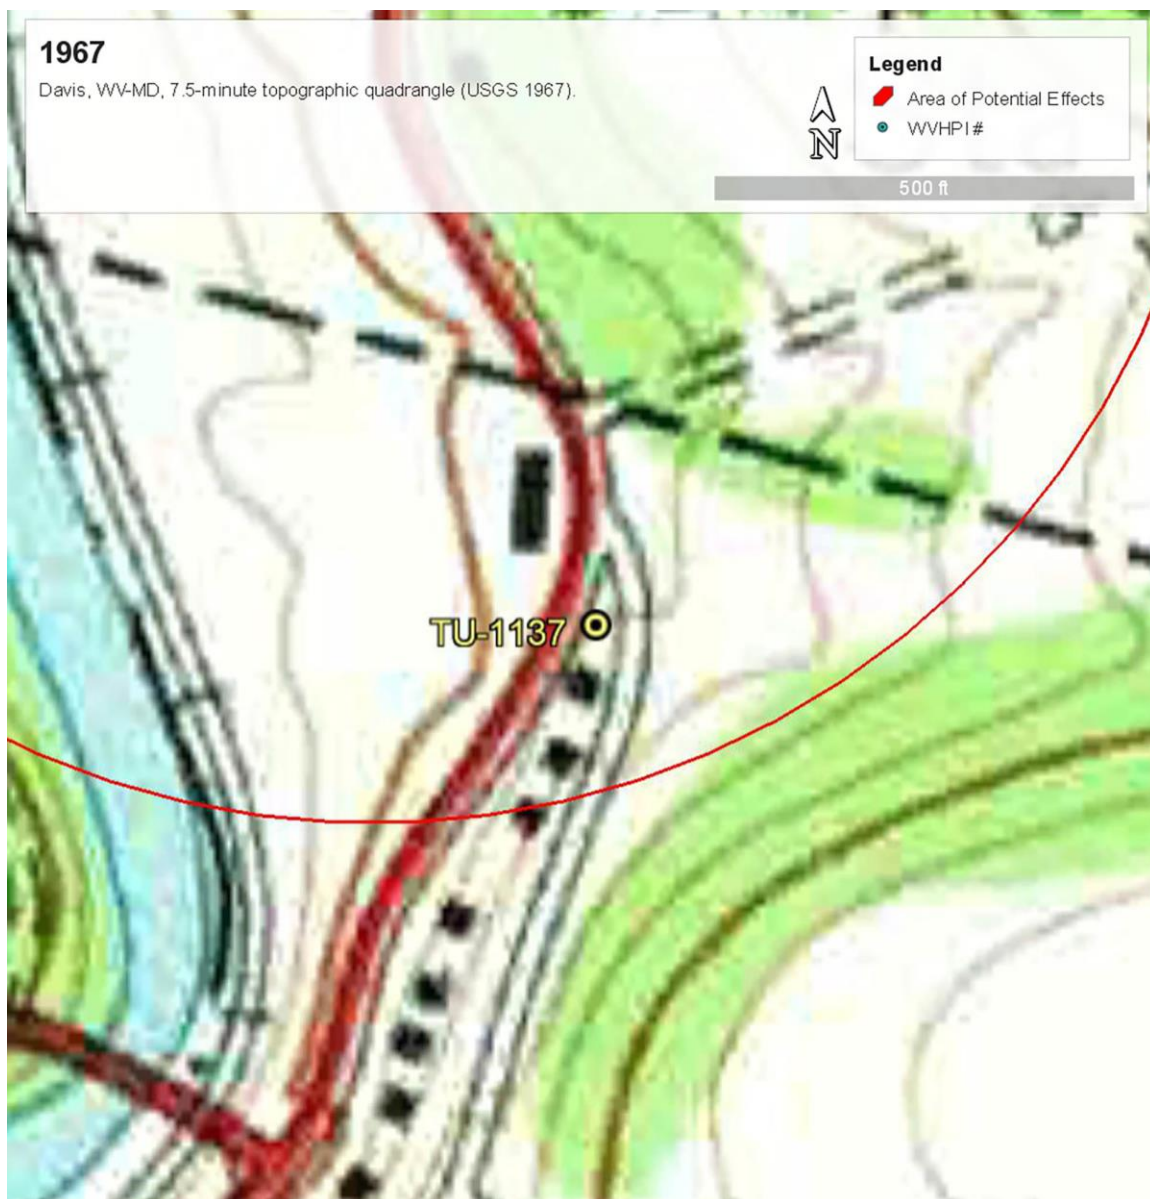 1967
Davis, WV-MD, 7.5-minute topographic quadrangle (USGS 1967).
Legend
Area of Potential Effects
WVHPI #
N
500 ft
TU-1137